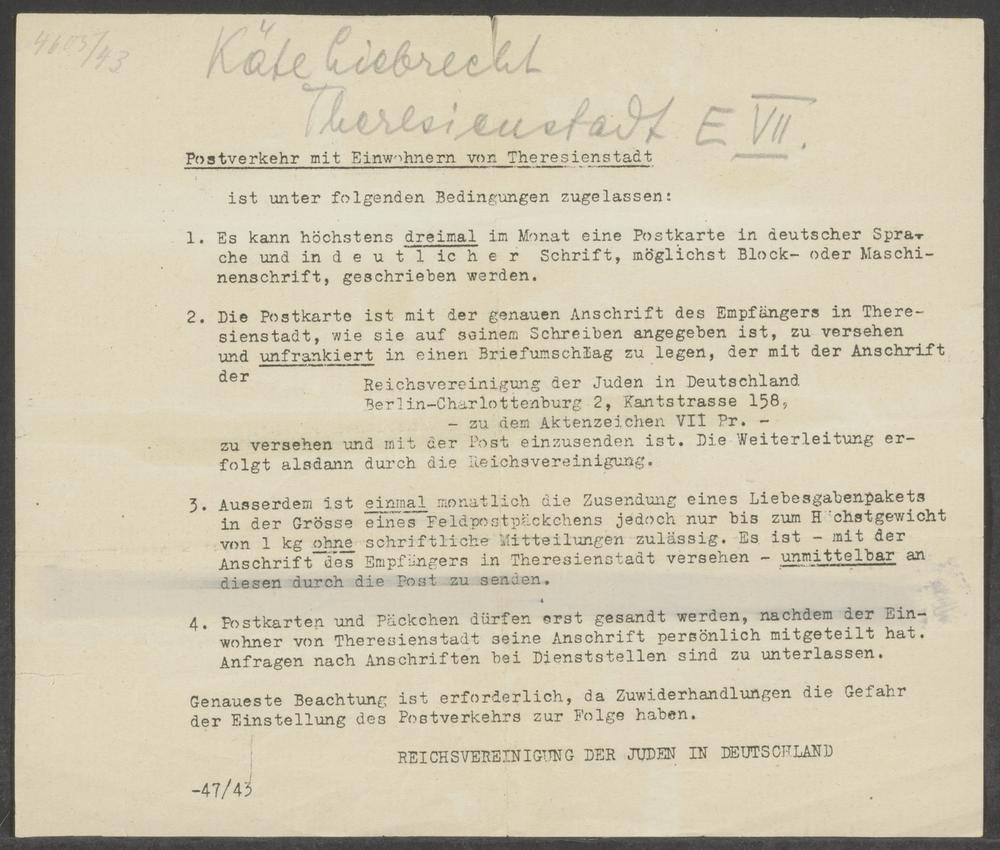 4603/43
Käte Liebrecht
Theresienstadt E VII.
Postverkehr mit Einwohnern von Theresienstadt
ist unter folgenden Bedingungen zugelassen:
1. Es kann höchstens dreimal im Monat eine Postkarte in deutscher Spra-
che und in d e u t l i c h e r Schrift, möglichst Block- oder Maschi-
nenschrift, geschrieben werden.
2. Die Postkarte ist mit der genauen Anschrift des Empfängers in There-
sienstadt, wie sie auf seinem Schreiben angegeben ist, zu versehen
und unfrankiert in einen Briefumschlag zu legen, der mit der Anschrift
der
Reichsvereinigung der Juden in Deutschland
Berlin-Charlottenburg 2, Kantstrasse 158,
- zu dem Aktenzeichen VII Pr. -
zu versehen und mit der Post einzusenden ist. Die Weiterleitung er-
folgt alsdann durch die Reichsvereinigung.
3. Ausserdem ist einmal monatlich die Zusendung eines Liebesgabenpakets
in der Grösse eines Feldpostpäckchens jedoch nur bis zum Höchstgewicht
von 1 kg ohne schriftliche Mitteilungen zulässig. Es ist - mit der
Anschrift des Empfängers in Theresienstadt versehen - unmittelbar an
diesen durch die Post zu senden.
4. Postkarten und Päckchen dürfen erst gesandt werden, nachdem der Ein-
wohner von Theresienstadt seine Anschrift persönlich mitgeteilt hat.
Anfragen nach Anschriften bei Dienststellen sind zu unterlassen.
Genaueste Beachtung ist erforderlich, da Zuwiderhandlungen die Gefahr
der Einstellung des Postverkehrs zur Folge haben.
REICHSVEREINIGUNG DER JUDEN IN DEUTSCHLAND
-47/43